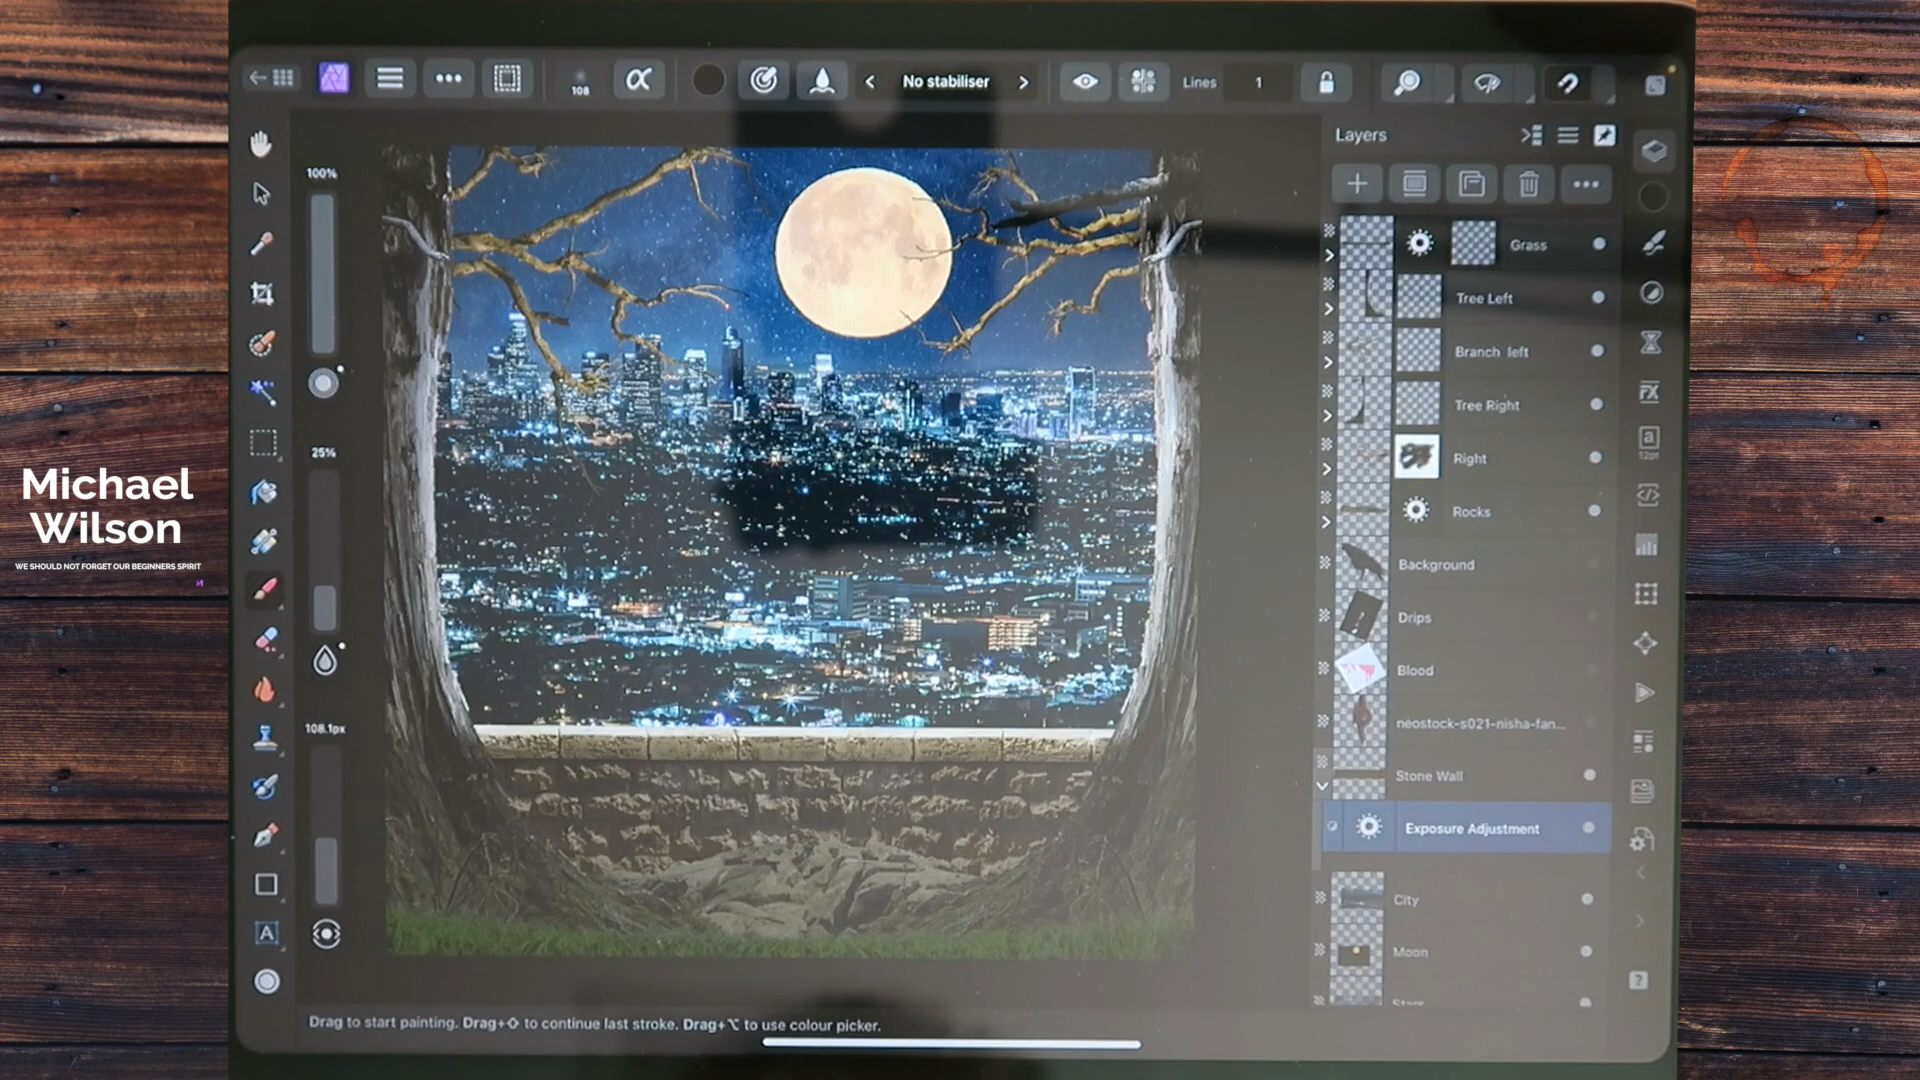 No stabiliser
Lines 1
108
Layers
100%
Grass
Tree Left
Branch left
Tree Right
25%
Right
12pt
Michael
Wilson
WE SHOULD NOT FORGET OUR BEGINNERS SPIRIT
M
Rocks
Background
Drips
Blood
108.1px
neostock-s021-nisha-fan...
Stone Wall
Exposure Adjustment
City
Moon
Stars
Drag to start painting. Drag+⇧ to continue last stroke. Drag+⌥ to use colour picker.